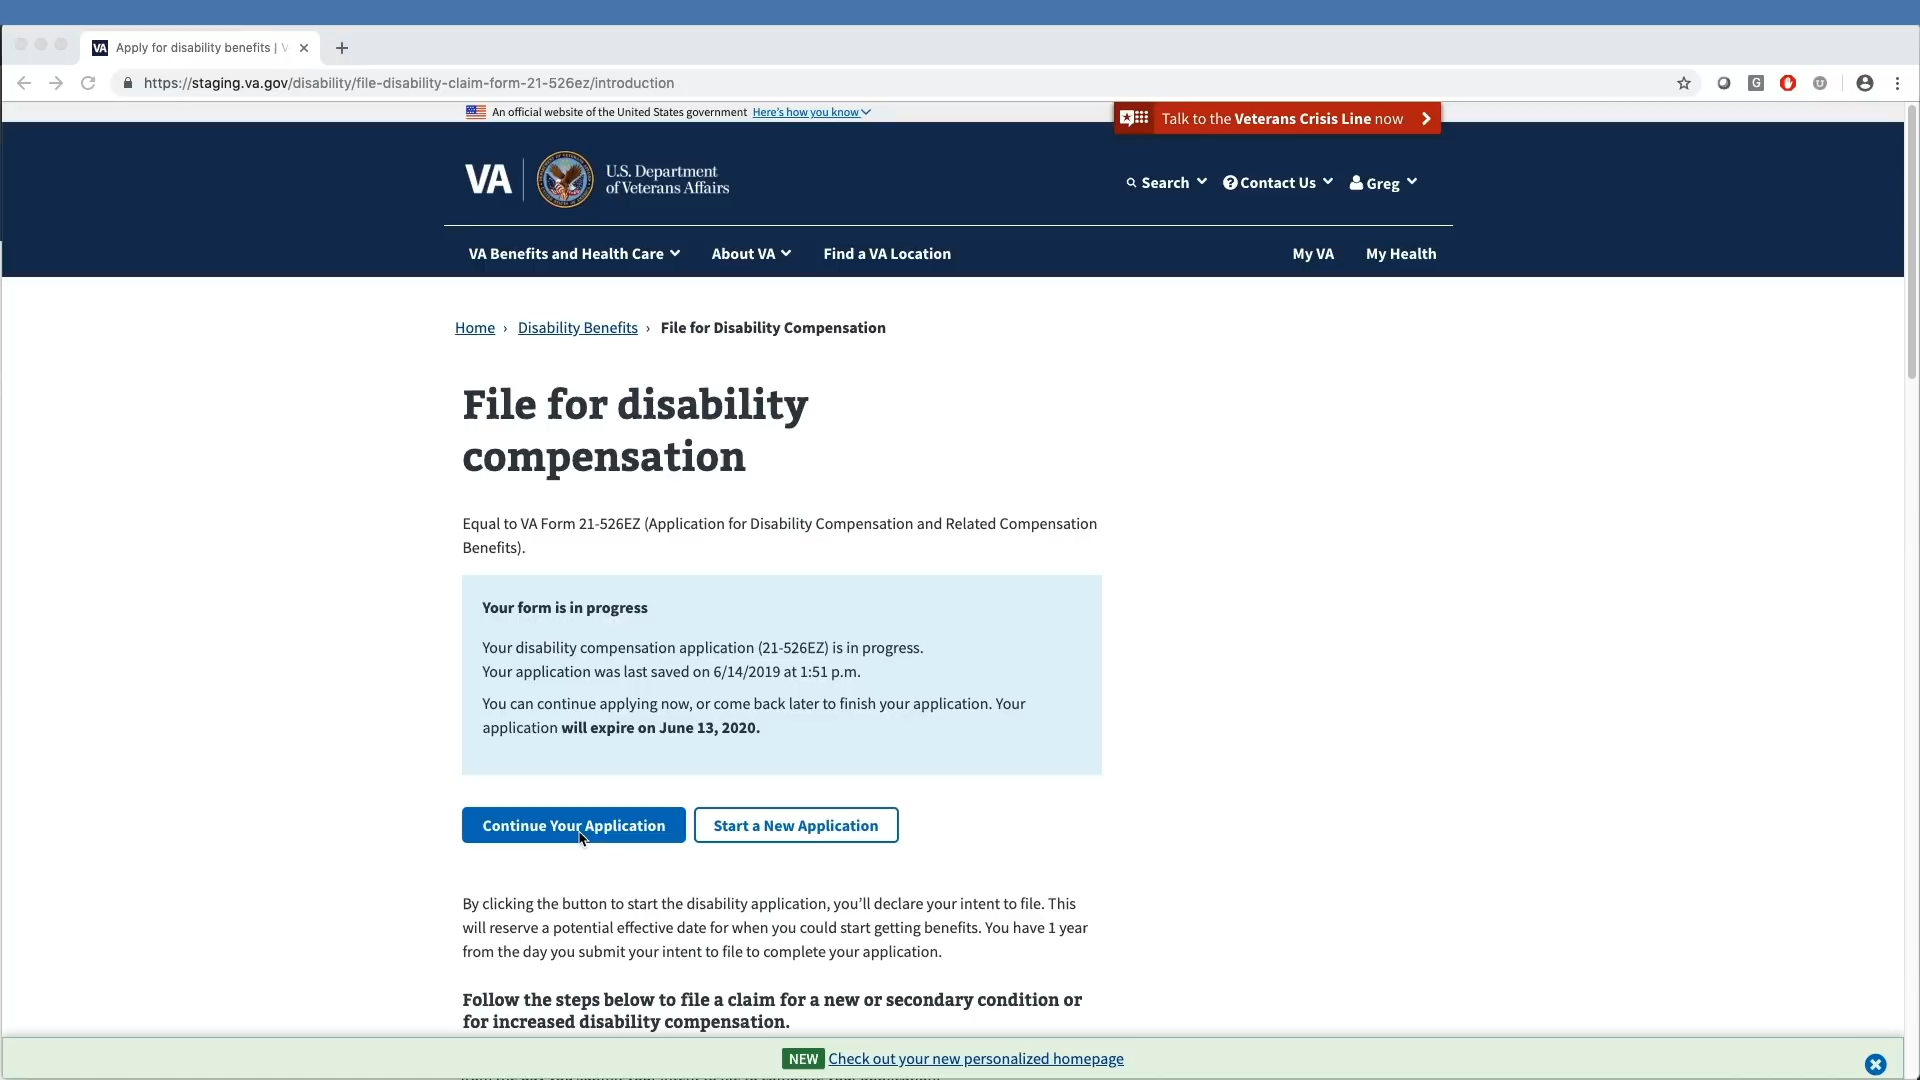 VA Apply for disability benefits | V
https://staging.va.gov/disability/file-disability-claim-form-21-526ez/introduction
An official website of the United States government Here's how you know
Talk to the Veterans Crisis Line now
VA U.S. Department
of Veterans Affairs
Search Contact Us Greg
VA Benefits and Health Care About VA Find a VA Location My VA My Health
Home › Disability Benefits › File for Disability Compensation
File for disability
compensation
Equal to VA Form 21-526EZ (Application for Disability Compensation and Related Compensation
Benefits).
Your form is in progress
Your disability compensation application (21-526EZ) is in progress.
Your application was last saved on 6/14/2019 at 1:51 p.m.
You can continue applying now, or come back later to finish your application. Your
application will expire on June 13, 2020.
Continue Your Application Start a New Application
By clicking the button to start the disability application, you’ll declare your intent to file. This
will reserve a potential effective date for when you could start getting benefits. You have 1 year
from the day you submit your intent to file to complete your application.
Follow the steps below to file a claim for a new or secondary condition or
for increased disability compensation.
NEW Check out your new personalized homepage